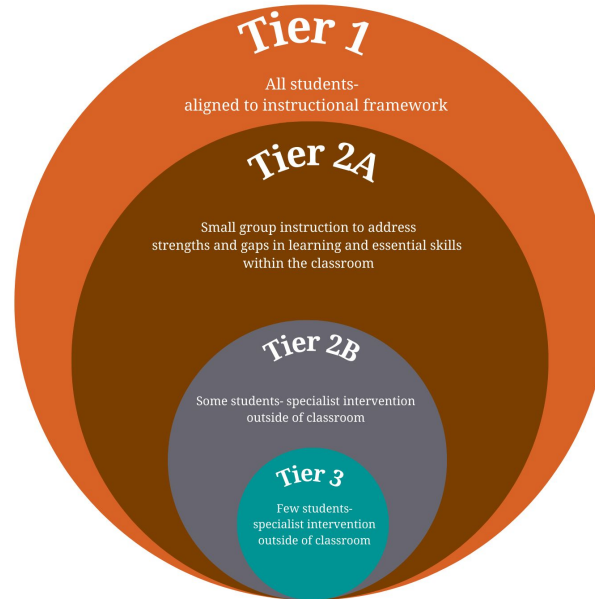 Tier 1
All students-
aligned to instructional framework
Tier 2A
Small group instruction to address
strengths and gaps in learning and essential skills
within the classroom
Tier 2B
Some students- specialist intervention
outside of classroom
Tier 3
Few students-
specialist intervention
outside of classroom